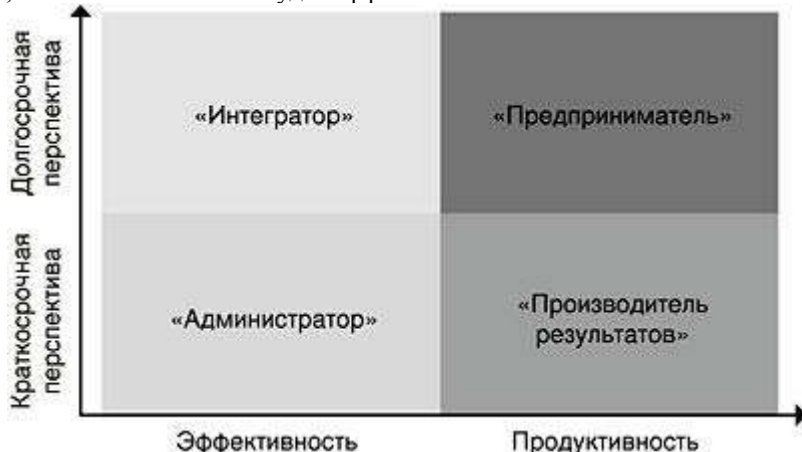 Долгосрочная
перспектива
«Интегратор»
«Предприниматель»
Краткосрочная
перспектива
«Администратор»
«Производитель
результатов»
Эффективность
Продуктивность